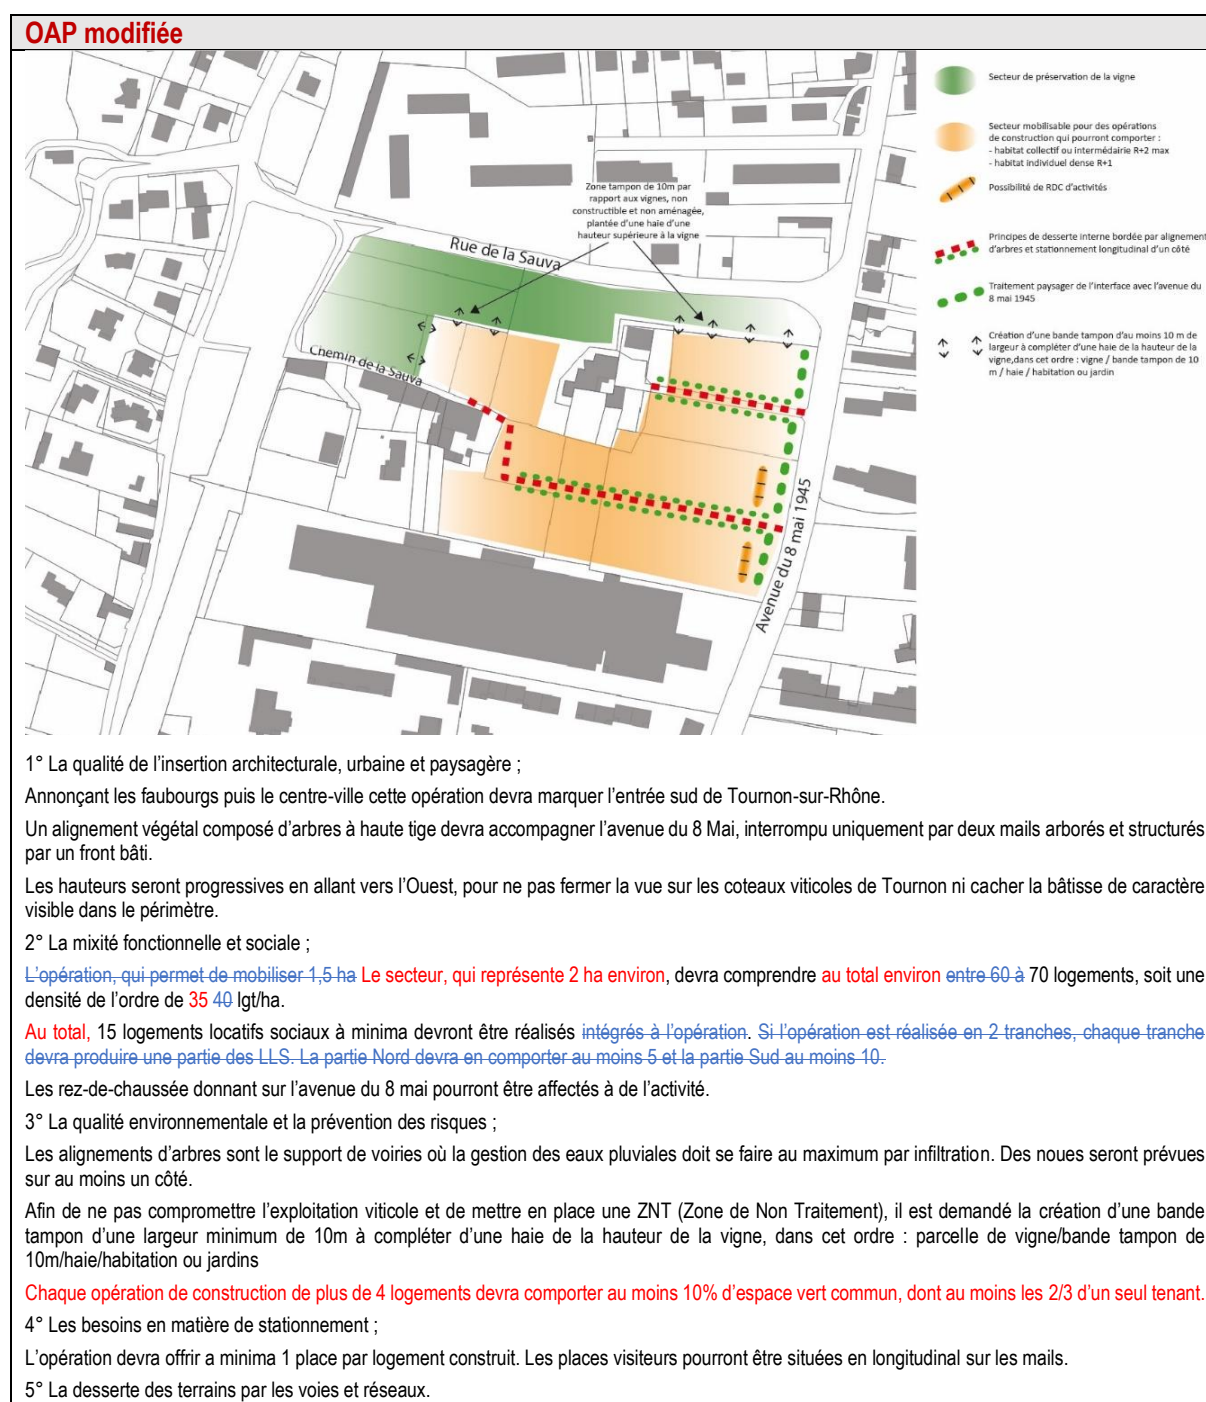 OAP modifiée
Secteur de préservation de la vigne
Secteur mobilisable pour des opérations
de construction qui pourront comporter :
- habitat collectif ou intermédairie R+2 max
- habitat individuel dense R+1
Possibilité de RDC d'activités
Principes de desserte interne bordée par alignement
d'arbres et stationnement longitudinal d'un côté
Traitement paysager de l'interface avec l'avenue du
8 mai 1945
Création d'une bande tampon d'au moins 10 m de
largeur à compléter d'une haie de la hauteur de la
vigne,dans cet ordre : vigne / bande tampon de 10
m / haie / habitation ou jardin
Zone tampon de 10m par
rapport aux vignes, non
constructible et non aménagée,
plantée d'une haie d'une
hauteur supérieure à la vigne
Rue de la Sauva
Chemin de la Sauva
Avenue du 8 mai 1945
1° La qualité de l'insertion architecturale, urbaine et paysagère ;
Annonçant les faubourgs puis le centre-ville cette opération devra marquer l'entrée sud de Tournon-sur-Rhône.
Un alignement végétal composé d'arbres à haute tige devra accompagner l'avenue du 8 Mai, interrompu uniquement par deux mails arborés et structurés
par un front bâti.
Les hauteurs seront progressives en allant vers l'Ouest, pour ne pas fermer la vue sur les coteaux viticoles de Tournon ni cacher la bâtisse de caractère
visible dans le périmètre.
2° La mixité fonctionnelle et sociale ;
L'opération, qui permet de mobiliser 1,5 ha Le secteur, qui représente 2 ha environ, devra comprendre au total environ entre 60 à 70 logements, soit une
densité de l'ordre de 35 40 lgt/ha.
Au total, 15 logements locatifs sociaux à minima devront être réalisés intégrés à l'opération. Si l'opération est réalisée en 2 tranches, chaque tranche
devra produire une partie des LLS. La partie Nord devra en comporter au moins 5 et la partie Sud au moins 10.
Les rez-de-chaussée donnant sur l'avenue du 8 mai pourront être affectés à de l'activité.
3° La qualité environnementale et la prévention des risques ;
Les alignements d'arbres sont le support de voiries où la gestion des eaux pluviales doit se faire au maximum par infiltration. Des noues seront prévues
sur au moins un côté.
Afin de ne pas compromettre l'exploitation viticole et de mettre en place une ZNT (Zone de Non Traitement), il est demandé la création d'une bande
tampon d'une largeur minimum de 10m à compléter d'une haie de la hauteur de la vigne, dans cet ordre : parcelle de vigne/bande tampon de
10m/haie/habitation ou jardins
Chaque opération de construction de plus de 4 logements devra comporter au moins 10% d'espace vert commun, dont au moins les 2/3 d'un seul tenant.
4° Les besoins en matière de stationnement ;
L'opération devra offrir a minima 1 place par logement construit. Les places visiteurs pourront être situées en longitudinal sur les mails.
5° La desserte des terrains par les voies et réseaux.